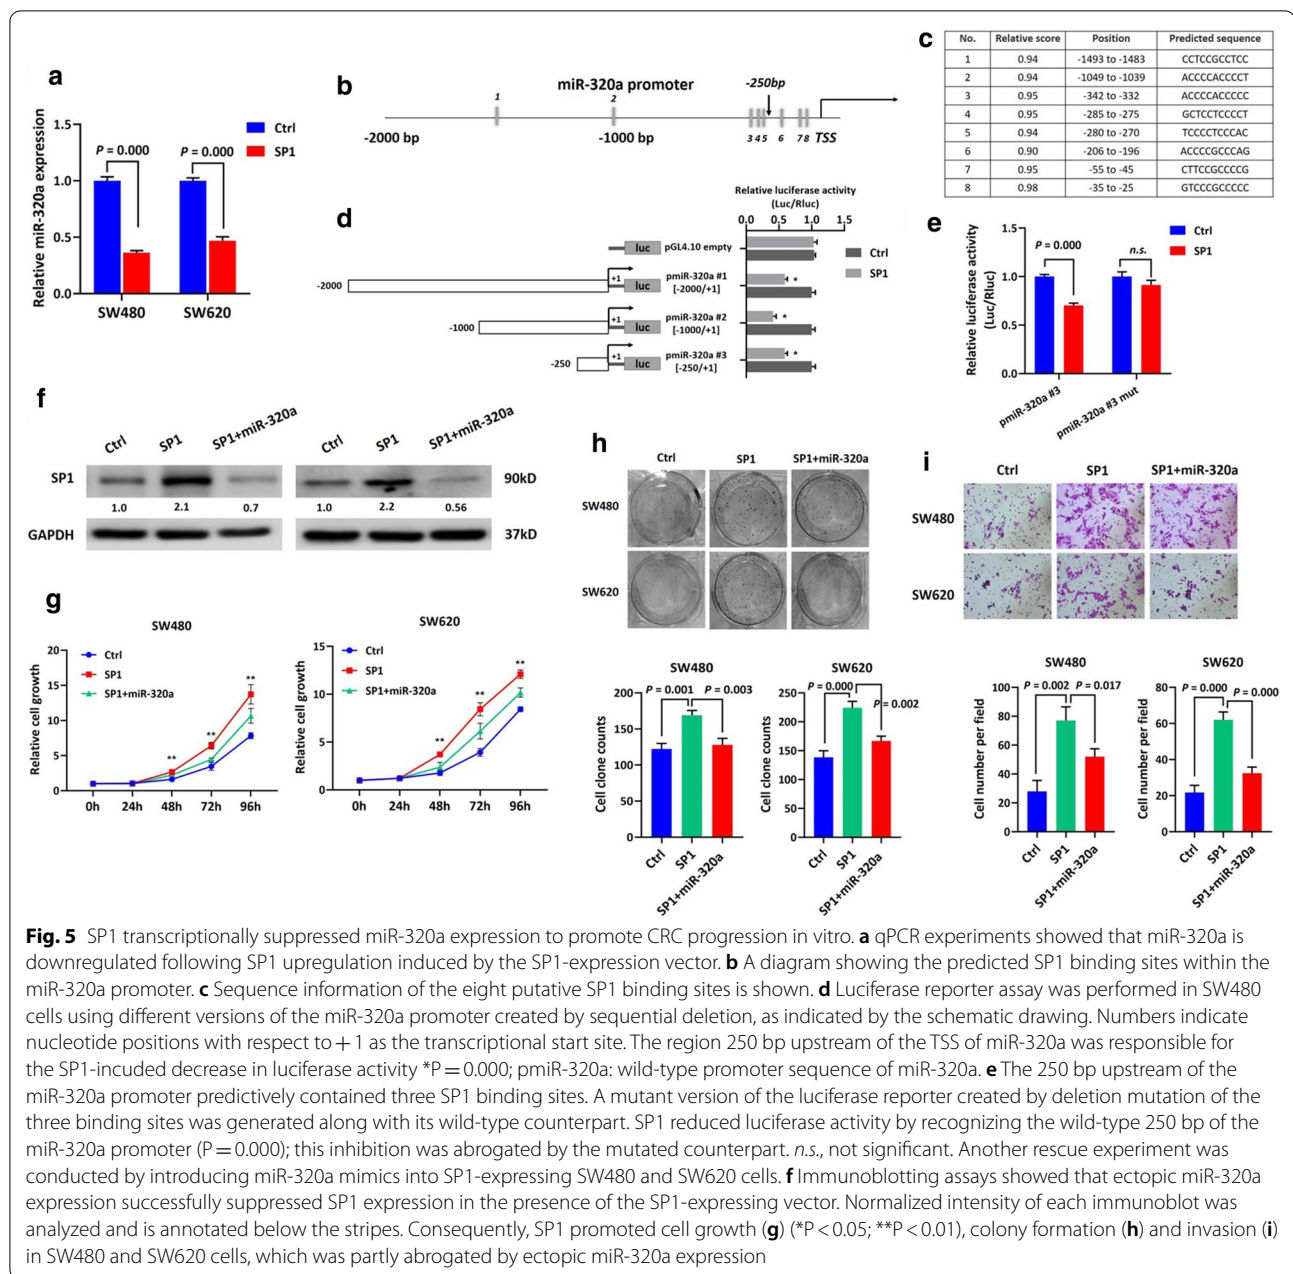 a
Relative miR-320a expression
1.5
1.0
0.5
0.0
P = 0.000
P = 0.000
Ctrl
SP1
SW480
SW620
b
miR-320a promoter
-250bp
1
2
3 4 5 6 7 8 TSS
-2000 bp
-1000 bp
c
No. Relative score Position Predicted sequence
1 0.94 -1493 to -1483 CCTCCGCCTCC
2 0.94 -1049 to -1039 ACCCCACCCCT
3 0.95 -342 to -332 ACCCCACCCCC
4 0.95 -285 to -275 GCTCCTCCCCT
5 0.94 -280 to -270 TCCCCTCCCAC
6 0.90 -206 to -196 ACCCCGCCCAG
7 0.95 -55 to -45 CTTCCGCCCCG
8 0.98 -35 to -25 GTCCCGCCCCC
d
Relative luciferase activity
(Luc/Rluc)
0.0 0.5 1.0 1.5
luc pGL4.10 empty
Ctrl
SP1
-2000 +1 luc pmiR-320a #1
[-2000/+1]
*
-1000 +1 luc pmiR-320a #2
[-1000/+1]
*
-250 +1 luc pmiR-320a #3
[-250/+1]
*
e
Relative luciferase activity
(Luc/Rluc)
1.5
1.0
0.5
0.0
P = 0.000
n.s.
Ctrl
SP1
pmiR-320a #3
pmiR-320a #3 mut
f
Ctrl SP1 SP1+miR-320a Ctrl SP1 SP1+miR-320a
SP1 90kD
1.0 2.1 0.7 1.0 2.2 0.56
GAPDH 37kD
g
SW480
Relative cell growth
20
15
10
5
0
Ctrl
SP1
SP1+miR-320a
** ** **
0h 24h 48h 72h 96h
SW620
Relative cell growth
15
10
5
0
Ctrl
SP1
SP1+miR-320a
** ** **
0h 24h 48h 72h 96h
h
Ctrl SP1 SP1+miR-320a
SW480
SW620
SW480
Cell clone counts
200
150
100
50
0
P = 0.001
P = 0.003
Ctrl
SP1
SP1+miR-320a
SW620
Cell clone counts
250
200
150
100
50
0
P = 0.000
P = 0.002
Ctrl
SP1
SP1+miR-320a
i
Ctrl SP1 SP1+miR-320a
SW480
SW620
SW480
Cell number per field
100
80
60
40
20
0
P = 0.002
P = 0.017
Ctrl
SP1
SP1+miR-320a
SW620
Cell number per field
80
60
40
20
0
P = 0.000
P = 0.000
Ctrl
SP1
SP1+miR-320a
Fig. 5 SP1 transcriptionally suppressed miR-320a expression to promote CRC progression in vitro. a qPCR experiments showed that miR-320a is
downregulated following SP1 upregulation induced by the SP1-expression vector. b A diagram showing the predicted SP1 binding sites within the
miR-320a promoter. c Sequence information of the eight putative SP1 binding sites is shown. d Luciferase reporter assay was performed in SW480
cells using different versions of the miR-320a promoter created by sequential deletion, as indicated by the schematic drawing. Numbers indicate
nucleotide positions with respect to + 1 as the transcriptional start site. The region 250 bp upstream of the TSS of miR-320a was responsible for
the SP1-incuded decrease in luciferase activity *P = 0.000; pmiR-320a: wild-type promoter sequence of miR-320a. e The 250 bp upstream of the
miR-320a promoter predictively contained three SP1 binding sites. A mutant version of the luciferase reporter created by deletion mutation of the
three binding sites was generated along with its wild-type counterpart. SP1 reduced luciferase activity by recognizing the wild-type 250 bp of the
miR-320a promoter (P = 0.000); this inhibition was abrogated by the mutated counterpart. n.s., not significant. Another rescue experiment was
conducted by introducing miR-320a mimics into SP1-expressing SW480 and SW620 cells. f Immunoblotting assays showed that ectopic miR-320a
expression successfully suppressed SP1 expression in the presence of the SP1-expressing vector. Normalized intensity of each immunoblot was
analyzed and is annotated below the stripes. Consequently, SP1 promoted cell growth (g) (*P < 0.05; **P < 0.01), colony formation (h) and invasion (i)
in SW480 and SW620 cells, which was partly abrogated by ectopic miR-320a expression